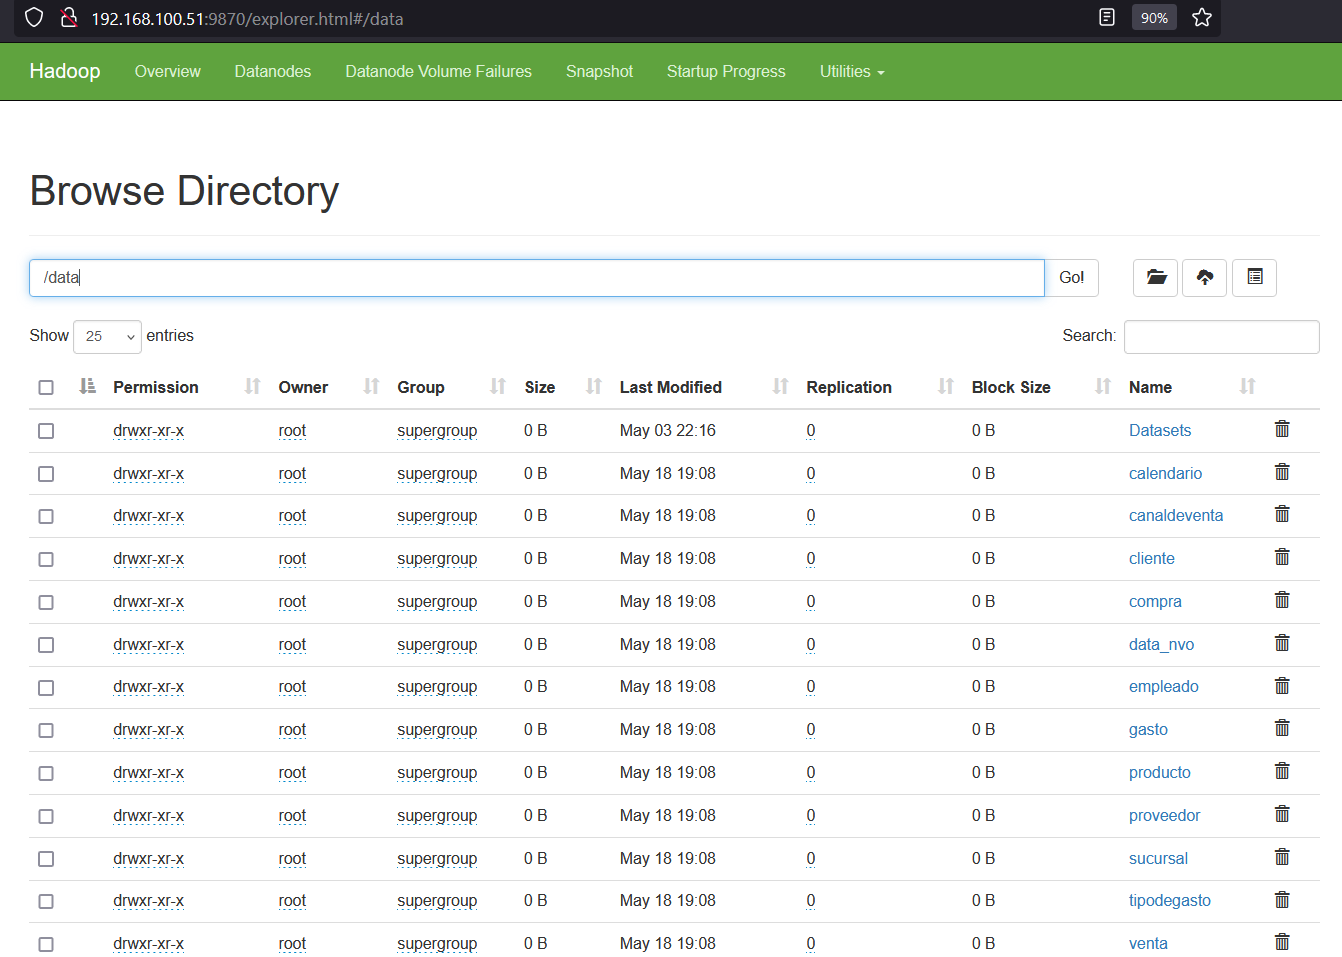 192.168.100.51:9870/explorer.html#/data 90%
Hadoop Overview Datanodes Datanode Volume Failures Snapshot Startup Progress Utilities
Browse Directory
/data Go!
Show 25 entries Search:
Permission Owner Group Size Last Modified Replication Block Size Name
drwxr-xr-x root supergroup 0 B May 03 22:16 0 0 B Datasets
drwxr-xr-x root supergroup 0 B May 18 19:08 0 0 B calendario
drwxr-xr-x root supergroup 0 B May 18 19:08 0 0 B canaldeventa
drwxr-xr-x root supergroup 0 B May 18 19:08 0 0 B cliente
drwxr-xr-x root supergroup 0 B May 18 19:08 0 0 B compra
drwxr-xr-x root supergroup 0 B May 18 19:08 0 0 B data_nvo
drwxr-xr-x root supergroup 0 B May 18 19:08 0 0 B empleado
drwxr-xr-x root supergroup 0 B May 18 19:08 0 0 B gasto
drwxr-xr-x root supergroup 0 B May 18 19:08 0 0 B producto
drwxr-xr-x root supergroup 0 B May 18 19:08 0 0 B proveedor
drwxr-xr-x root supergroup 0 B May 18 19:08 0 0 B sucursal
drwxr-xr-x root supergroup 0 B May 18 19:08 0 0 B tipodegasto
drwxr-xr-x root supergroup 0 B May 18 19:08 0 0 B venta